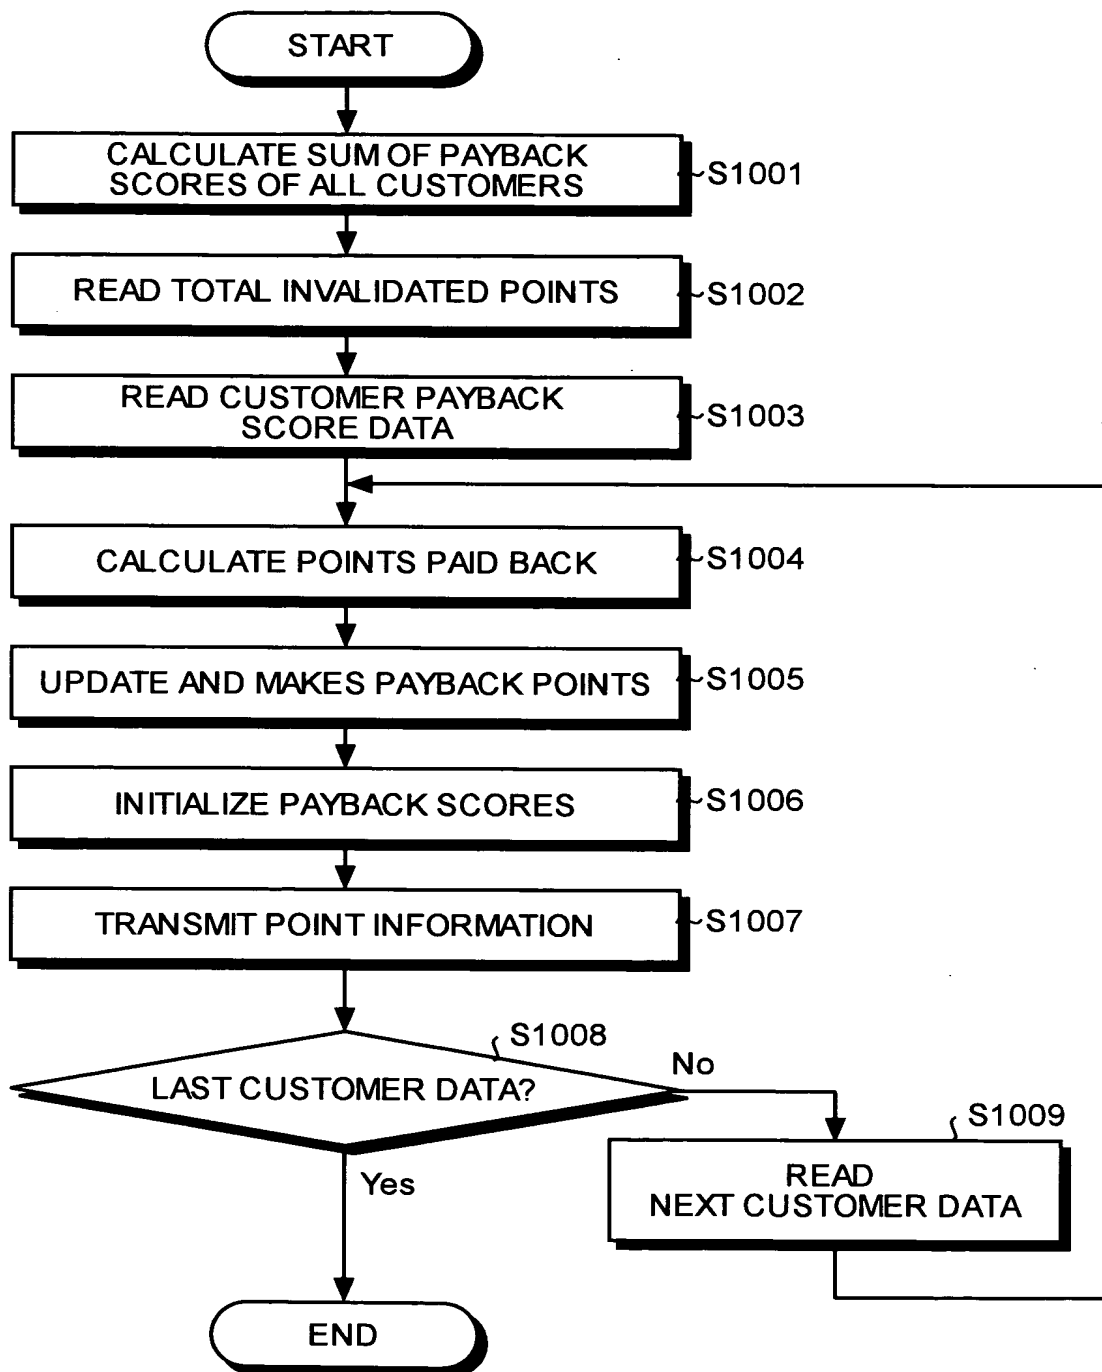 START
CALCULATE SUM OF PAYBACK
SCORES OF ALL CUSTOMERS
S1001
READ TOTAL INVALIDATED POINTS
S1002
READ CUSTOMER PAYBACK
SCORE DATA
S1003
CALCULATE POINTS PAID BACK
S1004
UPDATE AND MAKES PAYBACK POINTS
S1005
INITIALIZE PAYBACK SCORES
S1006
TRANSMIT POINT INFORMATION
S1007
S1008
LAST CUSTOMER DATA?
No
S1009
READ
NEXT CUSTOMER DATA
Yes
END